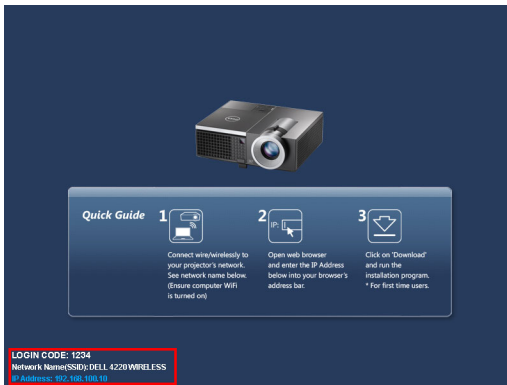 Quick Guide
1
Connect wire/wirelessly to
your projector's network.
See network name below.
(Ensure computer WiFi
is turned on)
2
IP:
Open web browser
and enter the IP Address
below into your browser's
address bar.
3
Click on 'Download'
and run the
installation program.
* For first time users.
LOGIN CODE: 1234
Network Name(SSID): DELL 4220 WIRELESS
IP Address: 192.168.100.10